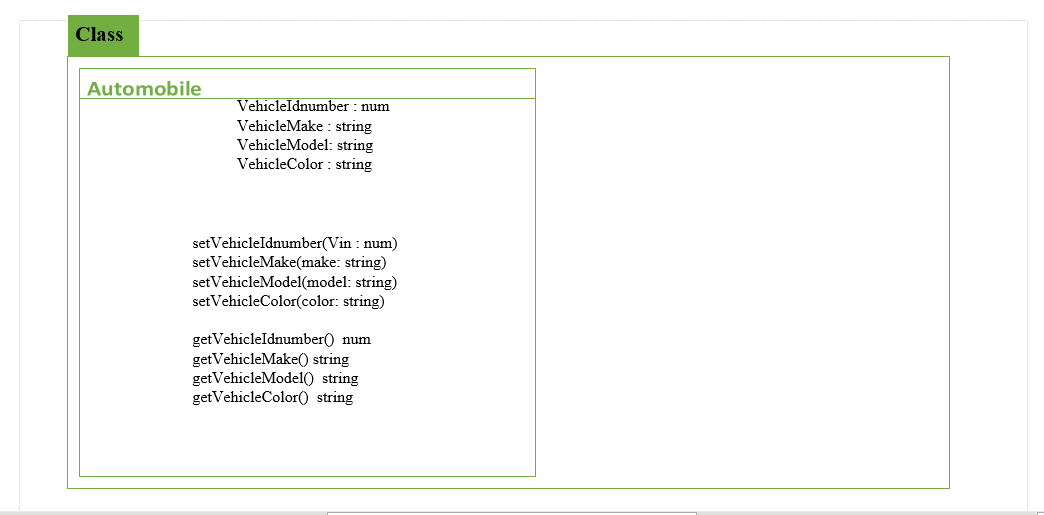 Class
Automobile
VehicleIdnumber : num
VehicleMake : string
VehicleModel: string
VehicleColor : string
setVehicleIdnumber(Vin : num)
setVehicleMake(make: string)
setVehicleModel(model: string)
setVehicleColor(color: string)
getVehicleIdnumber()  num
getVehicleMake() string
getVehicleModel()  string
getVehicleColor()  string